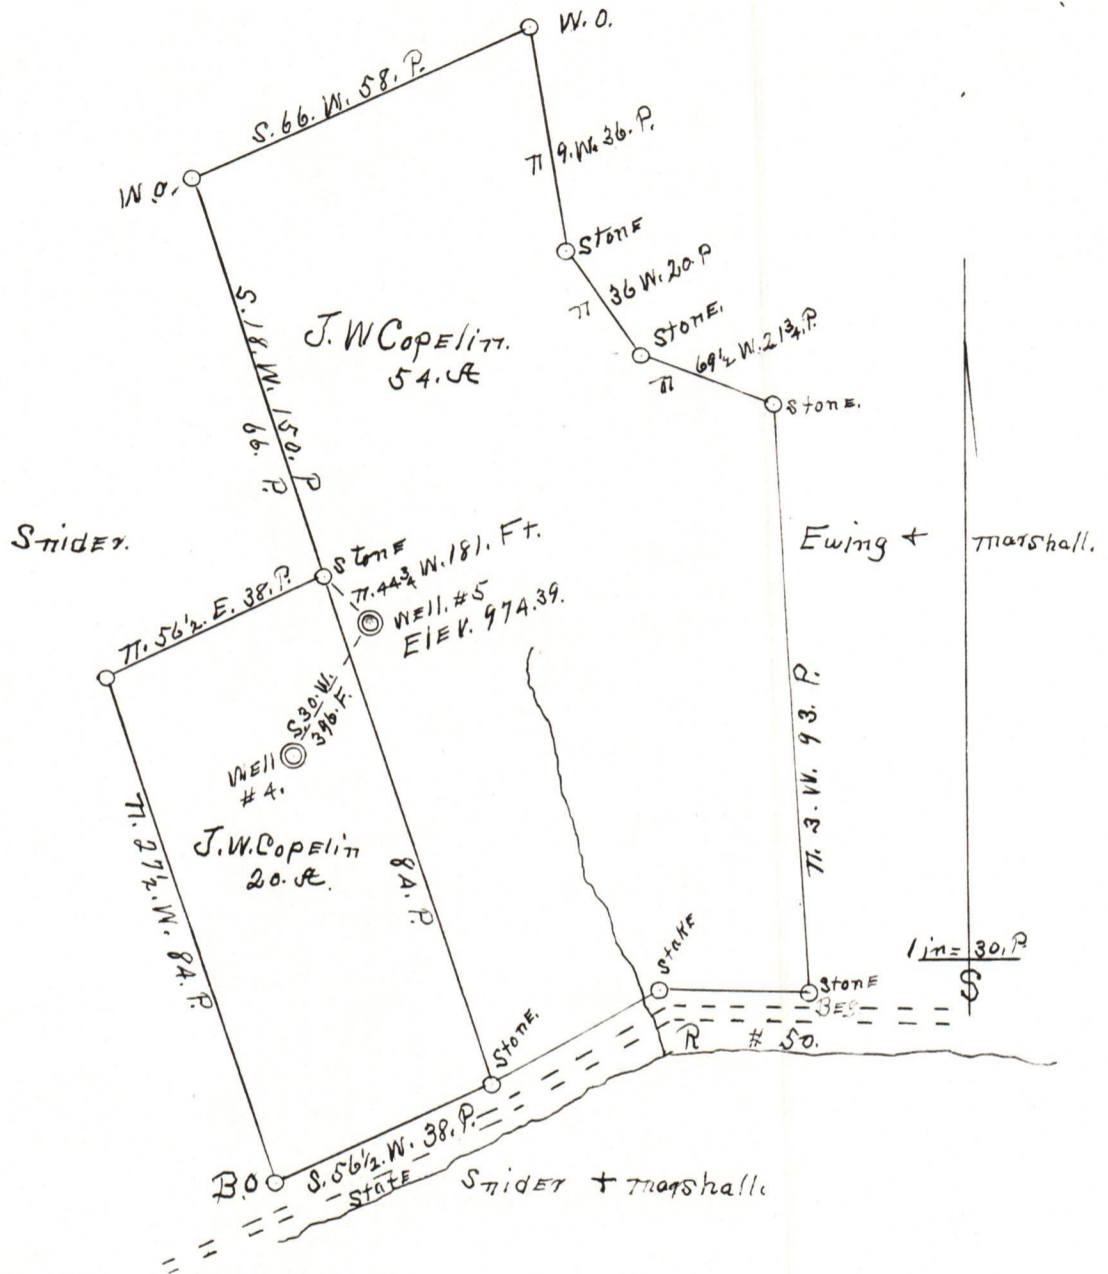 W.O.
S. 66. W. 58. P.
N 9. W. 36. P.
W.O.
Stone
N 36 W. 20. P
Stone.
N 69½ W. 21¾. P.
Stone.
S. 18. W. 150. P
66. P.
J. W Copelin.
54. A
Snider.
Ewing + Marshall.
Stone
N. 44¾ W. 181. Ft.
Well. #5
Elev. 974.39.
N. 56½. E. 38. P.
S. 30. W.
396. F.
Well
# 4.
J. W. Copelin
20. A.
N. 27½. W. 84. P.
84. P.
N. 3. W. 93. P.
Stake
1 in = 30. P.
S
Stone
Beg
R # 50.
Stone.
B.O
S. 56½. W. 38. P.
State
Snider + Marshall.